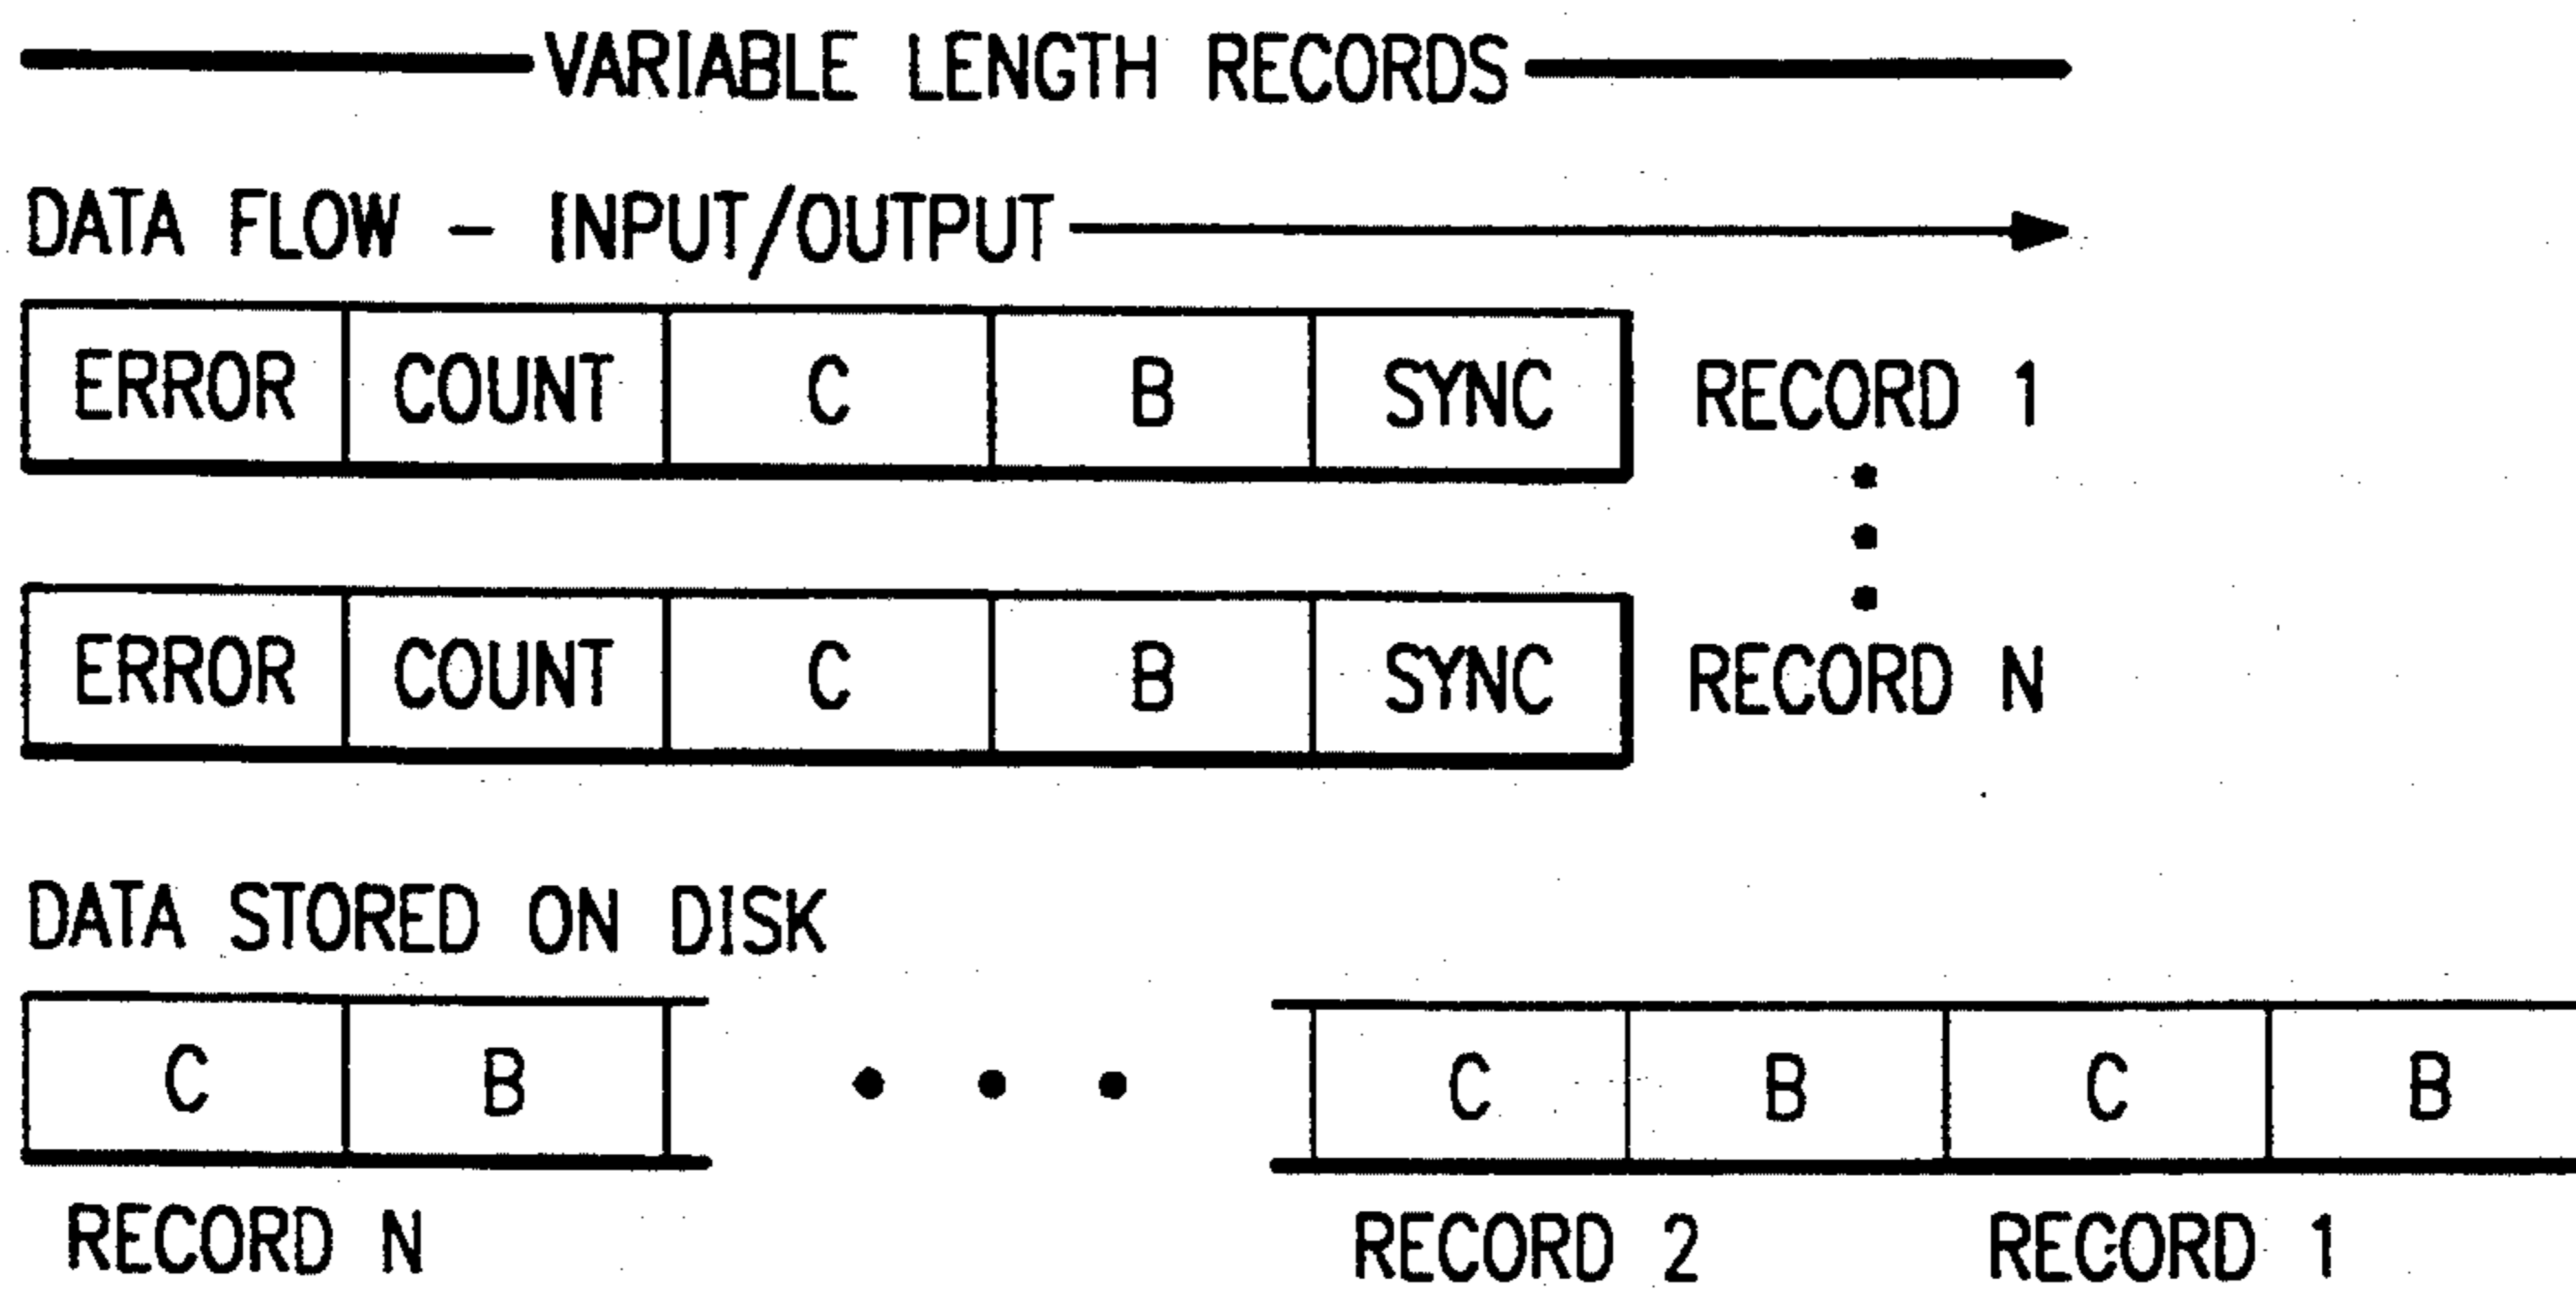 VARIABLE LENGTH RECORDS
DATA FLOW - INPUT/OUTPUT
ERROR COUNT C B SYNC RECORD 1
ERROR COUNT C B SYNC RECORD N
DATA STORED ON DISK
C B C B C B
RECORD N RECORD 2 RECORD 1